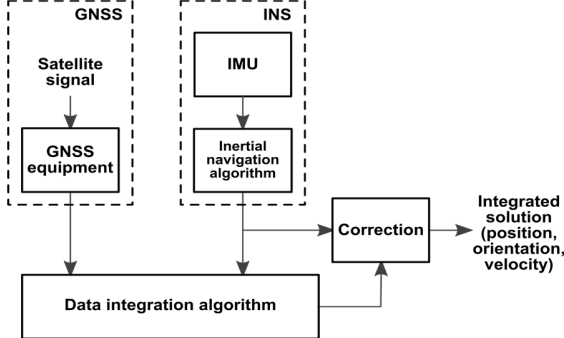 GNSS
INS
Satellite
signal
IMU
GNSS
equipment
Inertial
navigation
algorithm
Correction
Integrated
solution
(position,
orientation,
velocity)
Data integration algorithm